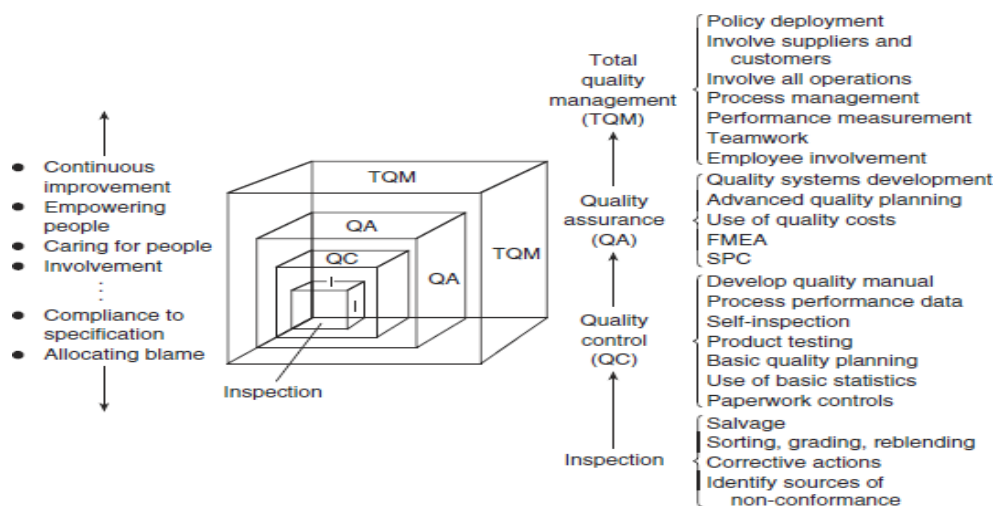 Continuous
improvement
Empowering
people
Caring for people
Involvement
Compliance to
specification
Allocating blame
TQM
QA
QC
I
I
QA
TQM
Inspection
Total
quality
management
(TQM)
Quality
assurance
(QA)
Quality
control
(QC)
Inspection
Policy deployment
Involve suppliers and
customers
Involve all operations
Process management
Performance measurement
Teamwork
Employee involvement
Quality systems development
Advanced quality planning
Use of quality costs
FMEA
SPC
Develop quality manual
Process performance data
Self-inspection
Product testing
Basic quality planning
Use of basic statistics
Paperwork controls
Salvage
Sorting, grading, reblending
Corrective actions
Identify sources of
non-conformance